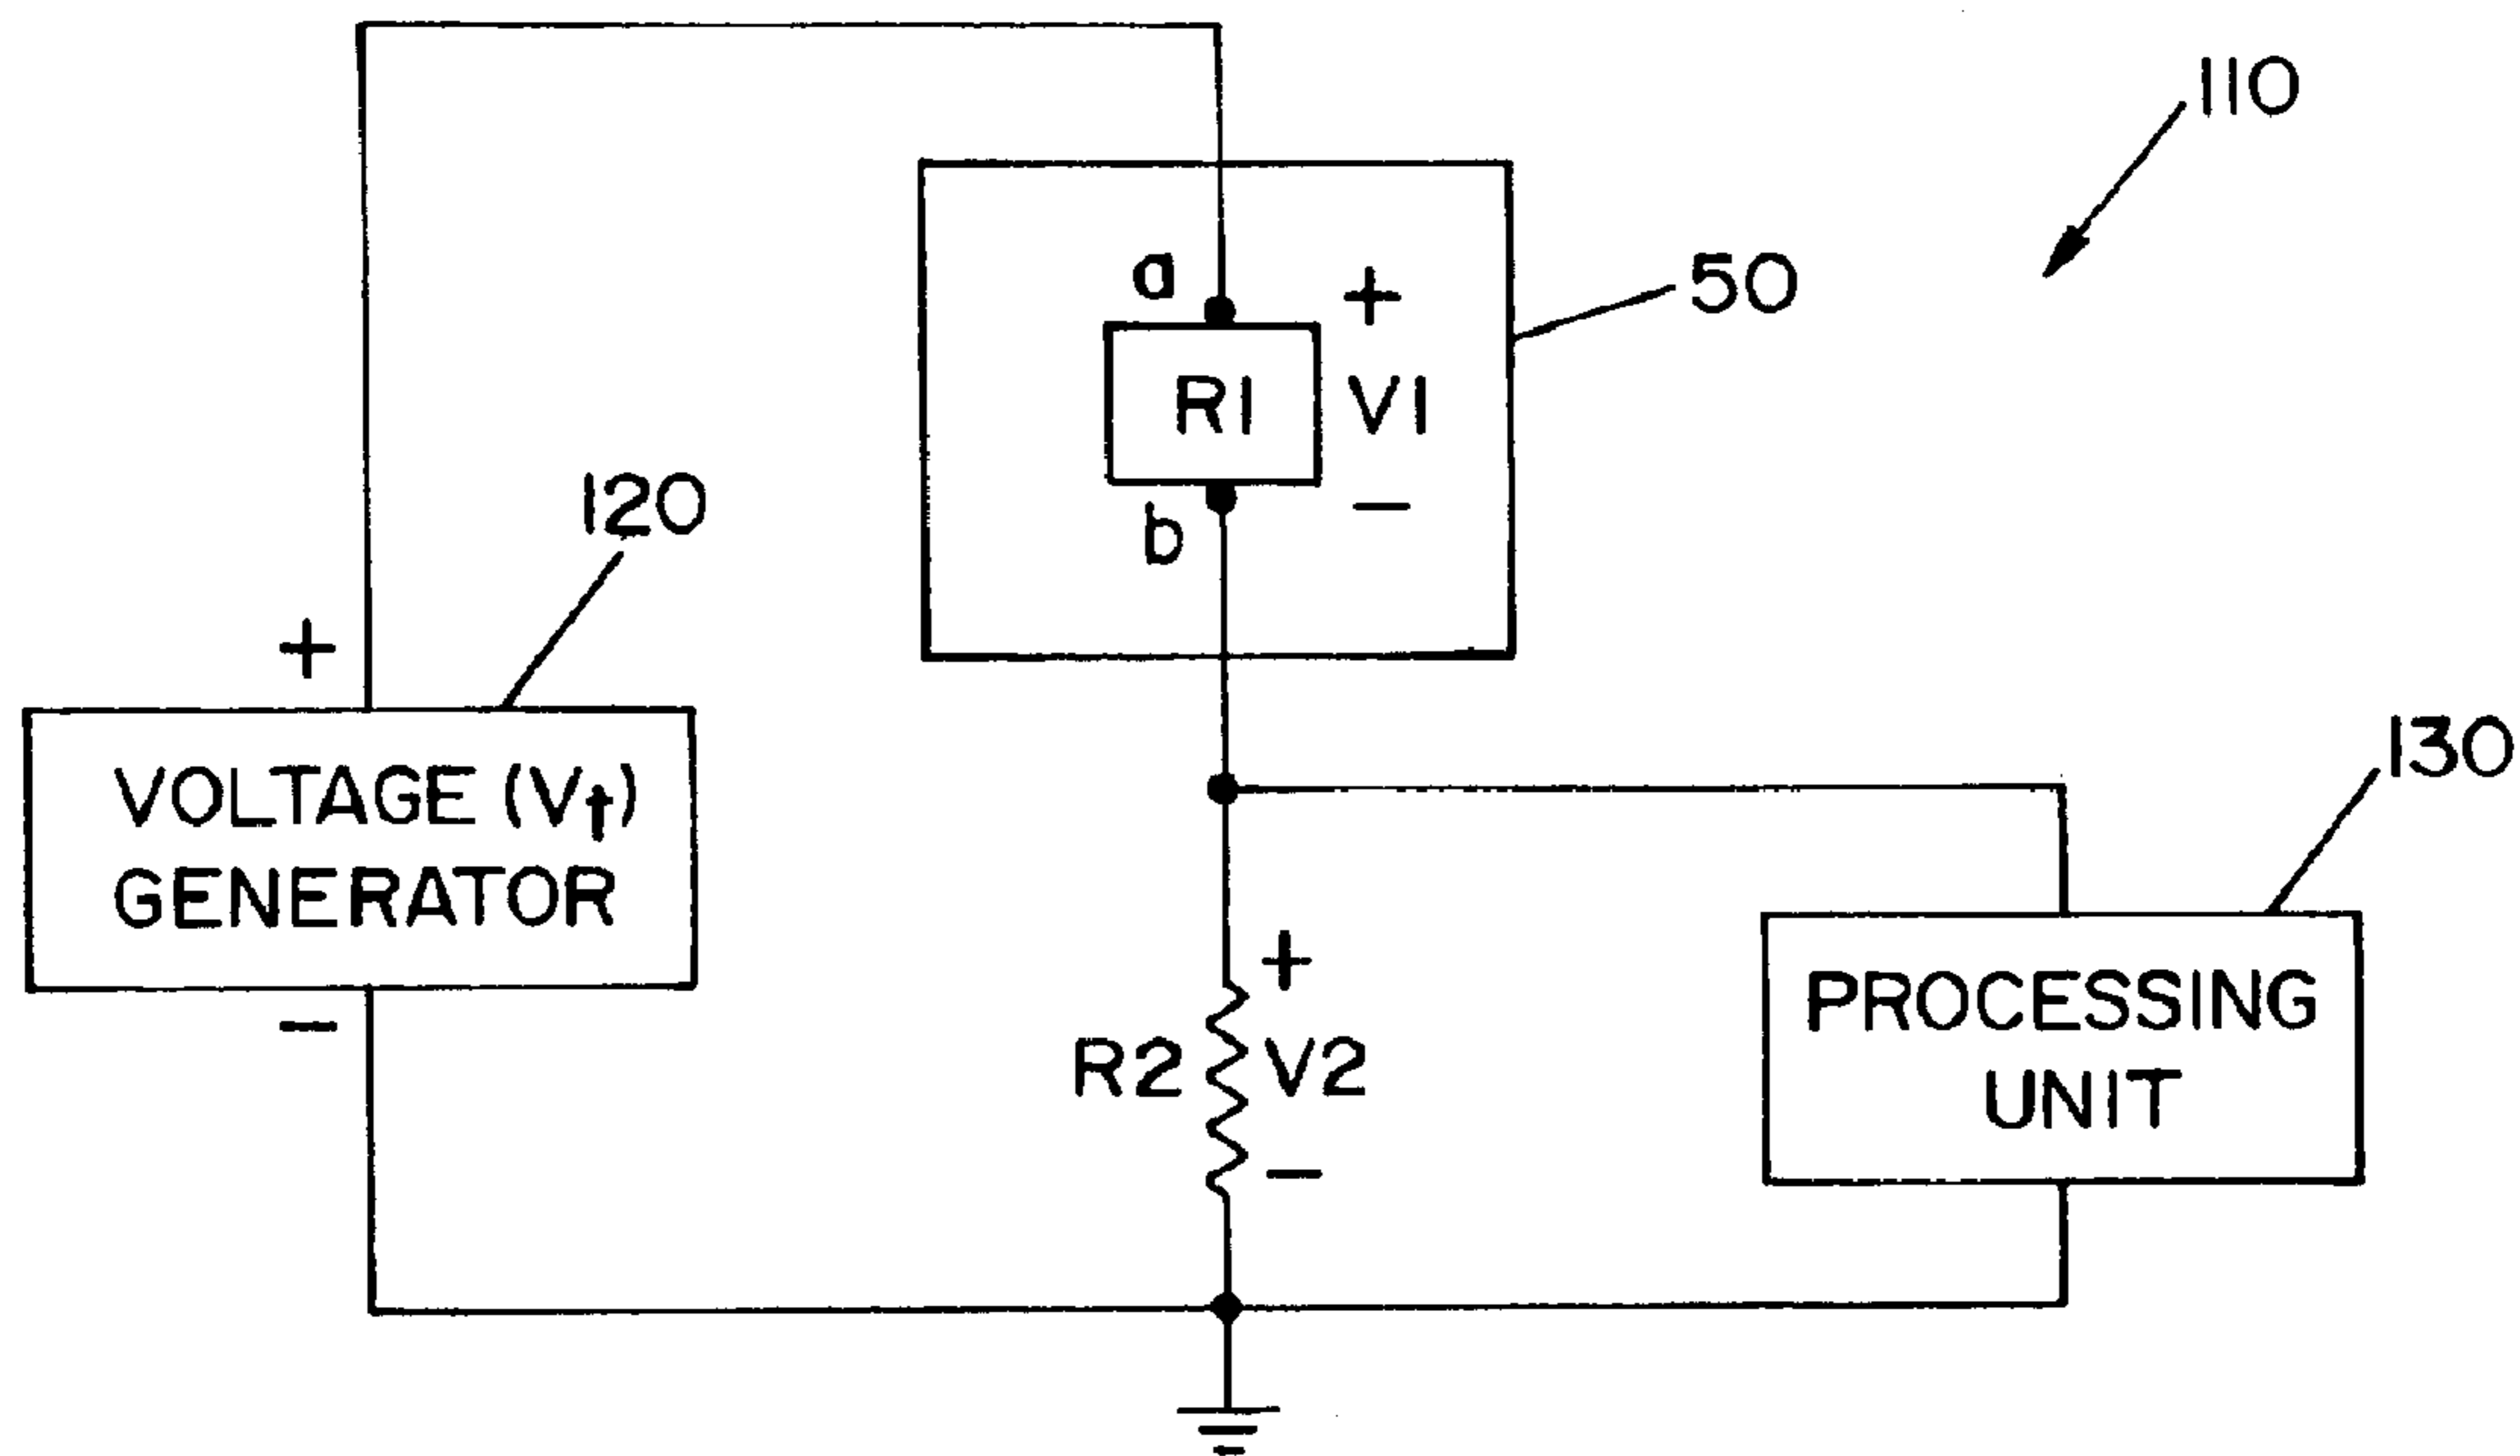 110
a
+
50
R1
V1
120
b
−
+
130
VOLTAGE (Vt)
GENERATOR
+
PROCESSING
UNIT
−
R2
V2
−